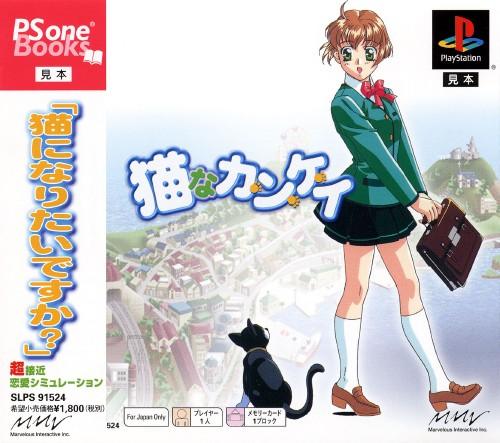 PS one
Books
見本
「猫になりたいですか?」
超接近
恋愛シミュレーション
SLPS 91524
希望小売価格¥1,800(税別)
Marvelous Interactive Inc.
猫なカンケイ
PlayStation
®
見本
524
For Japan Only
プレイヤー
1人
メモリーカード
1ブロック
Marvelous Interactive Inc.